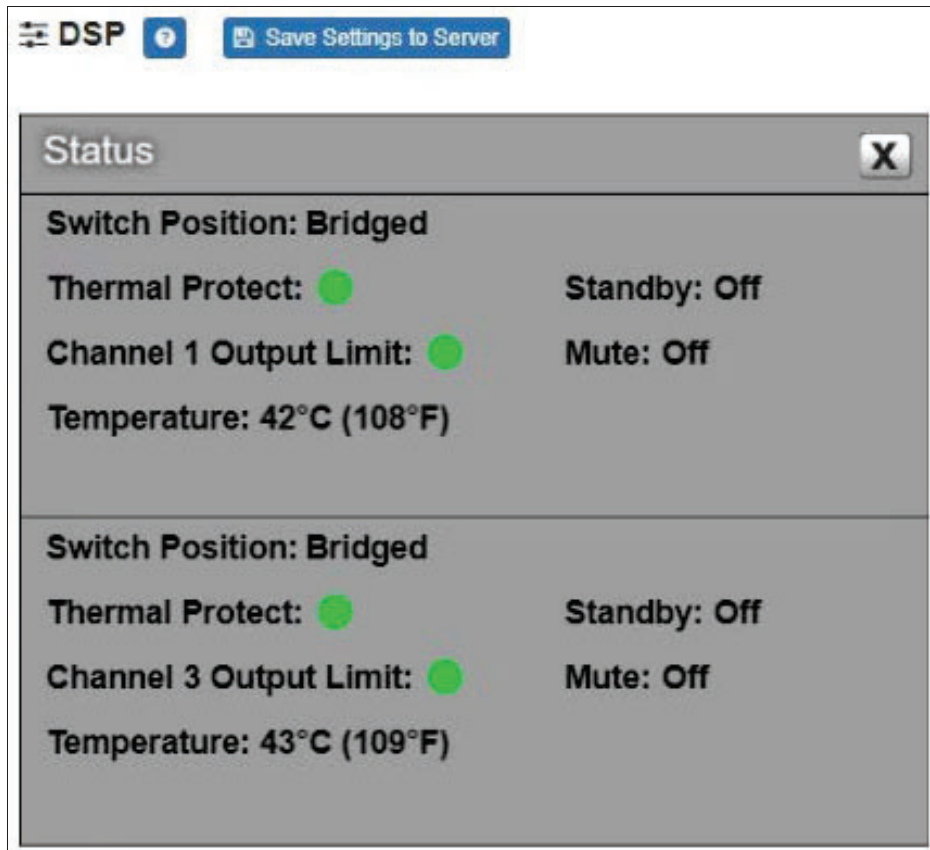 DSP ? Save Settings to Server
Status X
Switch Position: Bridged
Thermal Protect: Standby: Off
Channel 1 Output Limit: Mute: Off
Temperature: 42°C (108°F)
Switch Position: Bridged
Thermal Protect: Standby: Off
Channel 3 Output Limit: Mute: Off
Temperature: 43°C (109°F)